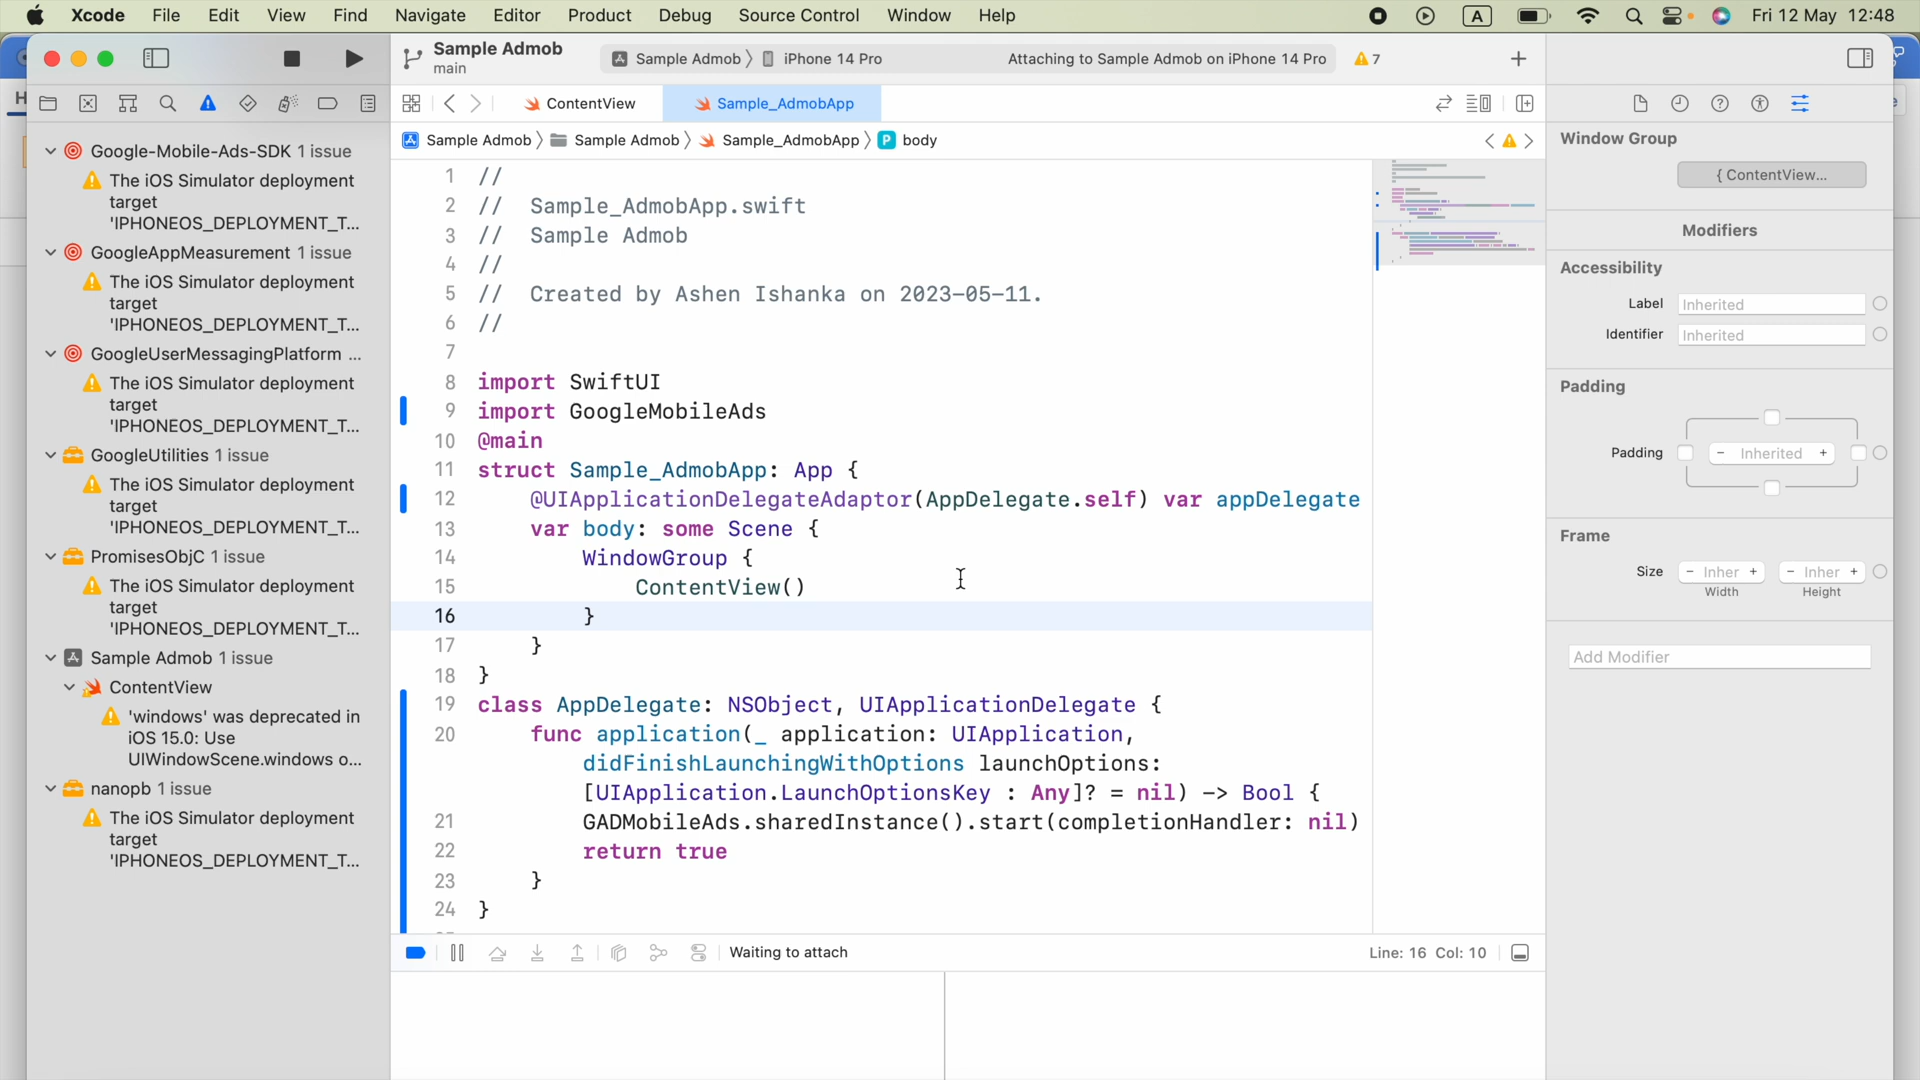 Xcode File Edit View Find Navigate Editor Product Debug Source Control Window Help A Fri 12 May 12:48
Sample Admob
main
Sample Admob iPhone 14 Pro Attaching to Sample Admob on iPhone 14 Pro 7
ContentView Sample_AdmobApp
Sample Admob Sample Admob Sample_AdmobApp P body
Google-Mobile-Ads-SDK 1 issue
The iOS Simulator deployment
target
'IPHONEOS_DEPLOYMENT_T...
GoogleAppMeasurement 1 issue
The iOS Simulator deployment
target
'IPHONEOS_DEPLOYMENT_T...
GoogleUserMessagingPlatform ...
The iOS Simulator deployment
target
'IPHONEOS_DEPLOYMENT_T...
GoogleUtilities 1 issue
The iOS Simulator deployment
target
'IPHONEOS_DEPLOYMENT_T...
PromisesObjC 1 issue
The iOS Simulator deployment
target
'IPHONEOS_DEPLOYMENT_T...
Sample Admob 1 issue
ContentView
'windows' was deprecated in
iOS 15.0: Use
UIWindowScene.windows o...
nanopb 1 issue
The iOS Simulator deployment
target
'IPHONEOS_DEPLOYMENT_T...
1 //
2 // Sample_AdmobApp.swift
3 // Sample Admob
4 //
5 // Created by Ashen Ishanka on 2023-05-11.
6 //
7
8 import SwiftUI
9 import GoogleMobileAds
10 @main
11 struct Sample_AdmobApp: App {
12 @UIApplicationDelegateAdaptor(AppDelegate.self) var appDelegate
13 var body: some Scene {
14 WindowGroup {
15 ContentView()
16 }
17 }
18 }
19 class AppDelegate: NSObject, UIApplicationDelegate {
20 func application(_ application: UIApplication,
didFinishLaunchingWithOptions launchOptions:
[UIApplication.LaunchOptionsKey : Any]? = nil) -> Bool {
21 GADMobileAds.sharedInstance().start(completionHandler: nil)
22 return true
23 }
24 }
Waiting to attach Line: 16 Col: 10
Window Group
{ ContentView...
Modifiers
Accessibility
Label Inherited
Identifier Inherited
Padding
Padding - Inherited +
Frame
Size - Inher + - Inher +
Width Height
Add Modifier